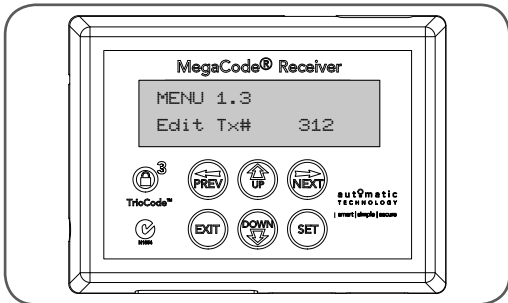 MegaCode® Receiver
MENU 1.3
Edit Tx# 312
3
TrioCode™
PREV
UP
NEXT
automatic
TECHNOLOGY
| smart | simple | secure
EXIT
DOWN
SET